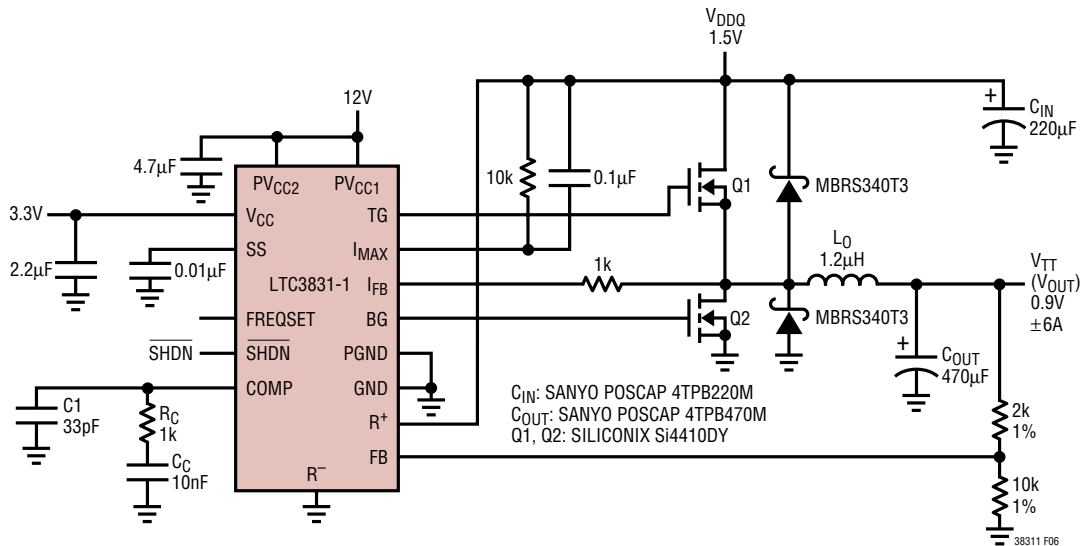 VDDQ
1.5V
12V
+
CIN
220µF
4.7µF
PVCC2
PVCC1
10k
0.1µF
Q1
MBRS340T3
3.3V
VCC
TG
SS
IMAX
LO
1.2µH
2.2µF
0.01µF
LTC3831-1
IFB
1k
VTT
(VOUT)
0.9V
±6A
FREQSET
BG
Q2
MBRS340T3
SHDN
SHDN
PGND
+
COUT
470µF
COMP
GND
C1
33pF
RC
1k
R+
CIN: SANYO POSCAP 4TPB220M
COUT: SANYO POSCAP 4TPB470M
Q1, Q2: SILICONIX Si4410DY
2k
1%
CC
10nF
FB
R–
10k
1%
38311 F06